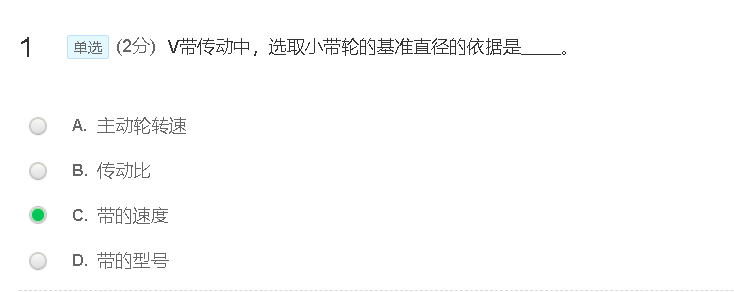 1 单选 (2分) V带传动中，选取小带轮的基准直径的依据是____。
A. 主动轮转速
B. 传动比
C. 带的速度
D. 带的型号